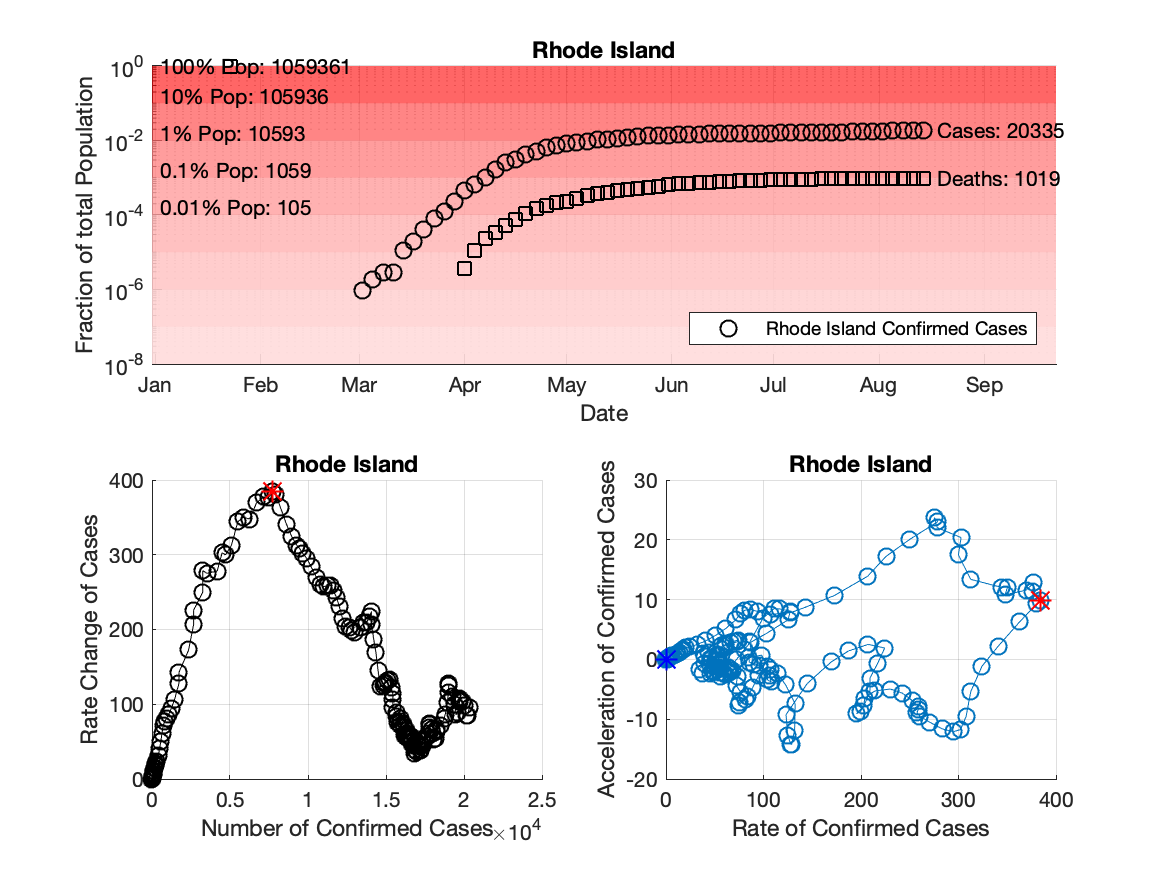 Rhode Island
Fraction of total Population
10^0
10^-2
10^-4
10^-6
10^-8
100% Pop: 1059361
10% Pop: 105936
1% Pop: 10593
0.1% Pop: 1059
0.01% Pop: 105
Cases: 20335
Deaths: 1019
Rhode Island Confirmed Cases
Jan Feb Mar Apr May Jun Jul Aug Sep
Date
Rhode Island
Rate Change of Cases
400
300
200
100
0
0 0.5 1 1.5 2 2.5
Number of Confirmed Cases ×10^4
Rhode Island
Acceleration of Confirmed Cases
30
20
10
0
-10
-20
0 100 200 300 400
Rate of Confirmed Cases